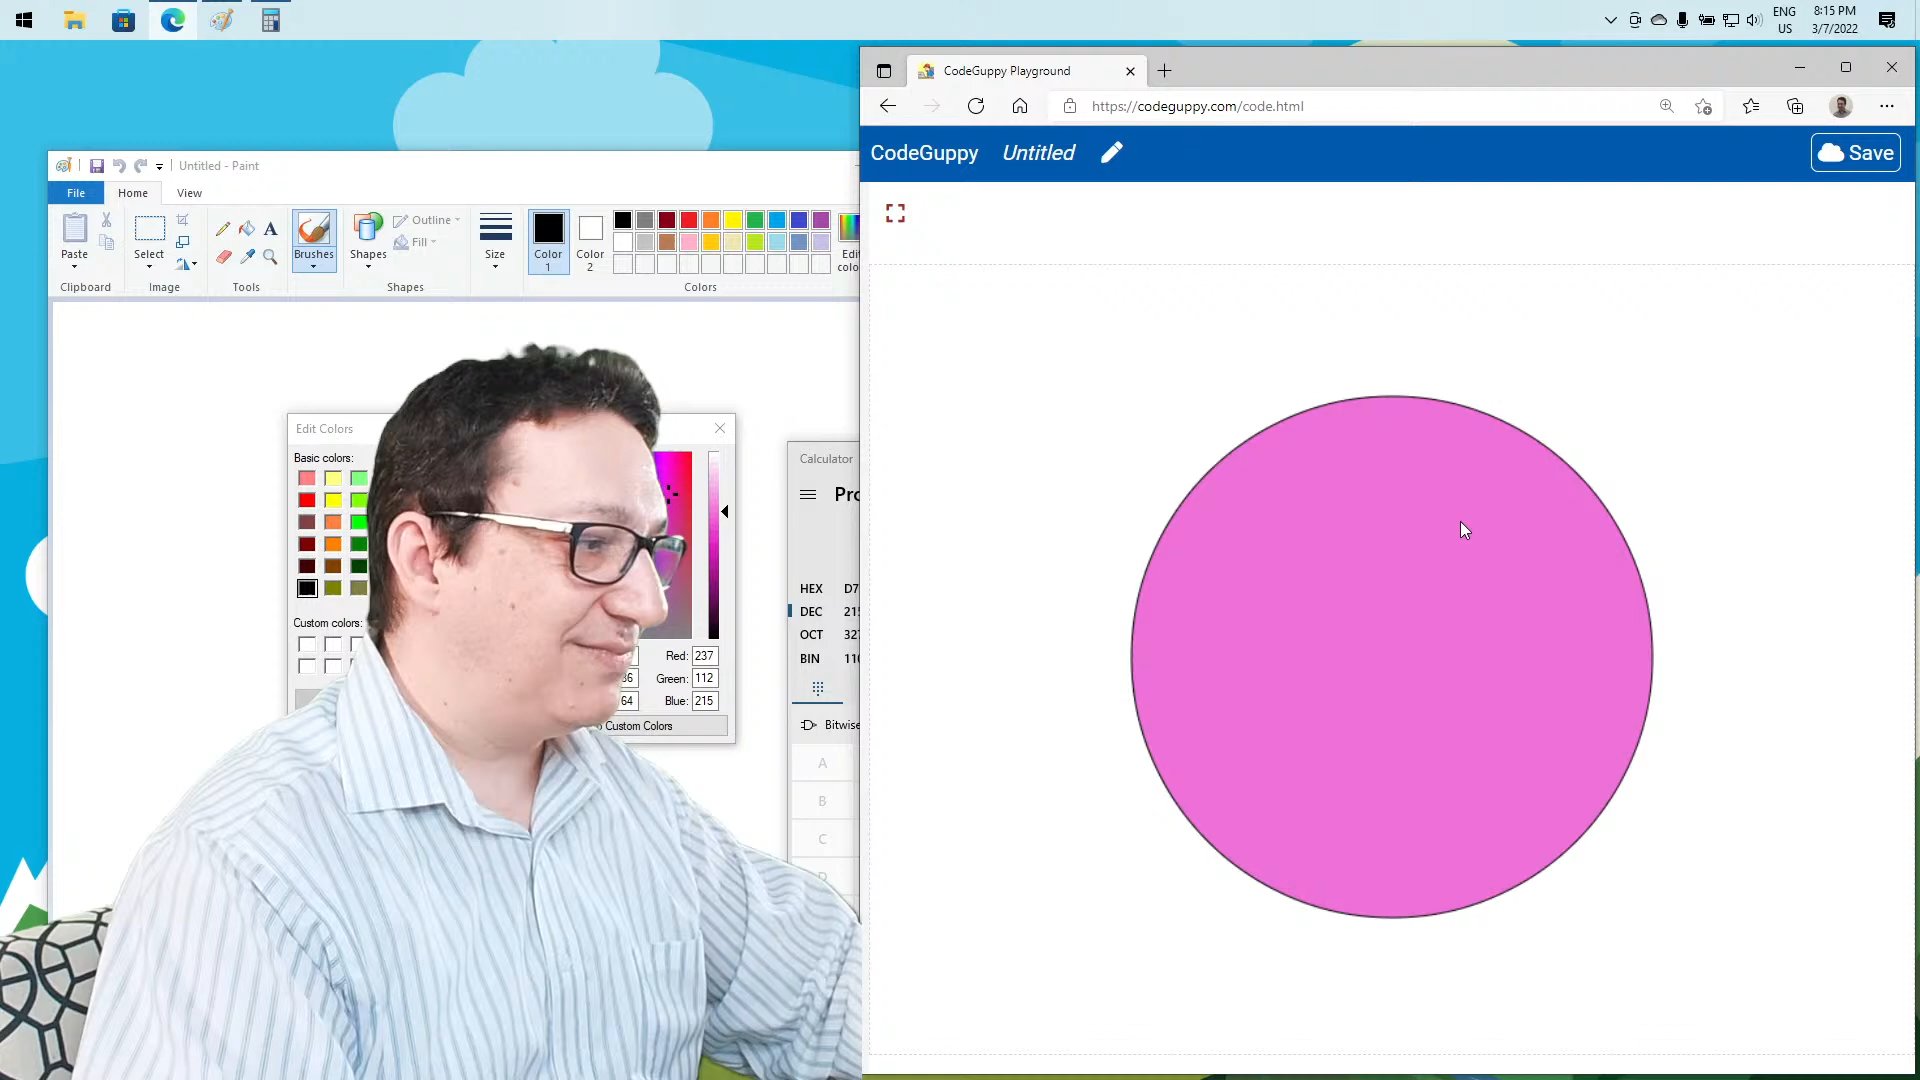 ENG
US
8:15 PM
3/7/2022
CodeGuppy Playground
https://codeguppy.com/code.html
CodeGuppy Untitled Save
Untitled - Paint
File Home View
Paste
Select
A
Brushes
Shapes
Outline
Fill
Size
Color
1
Color
2
Edit
Clipboard Image Tools Shapes Colors
Edit Colors
Basic colors:
Custom colors:
Red: 237
Green: 112
Blue: 215
Custom Colors
Calculator
HEX D7
DEC
OCT
BIN
Bitwise
A
B
C